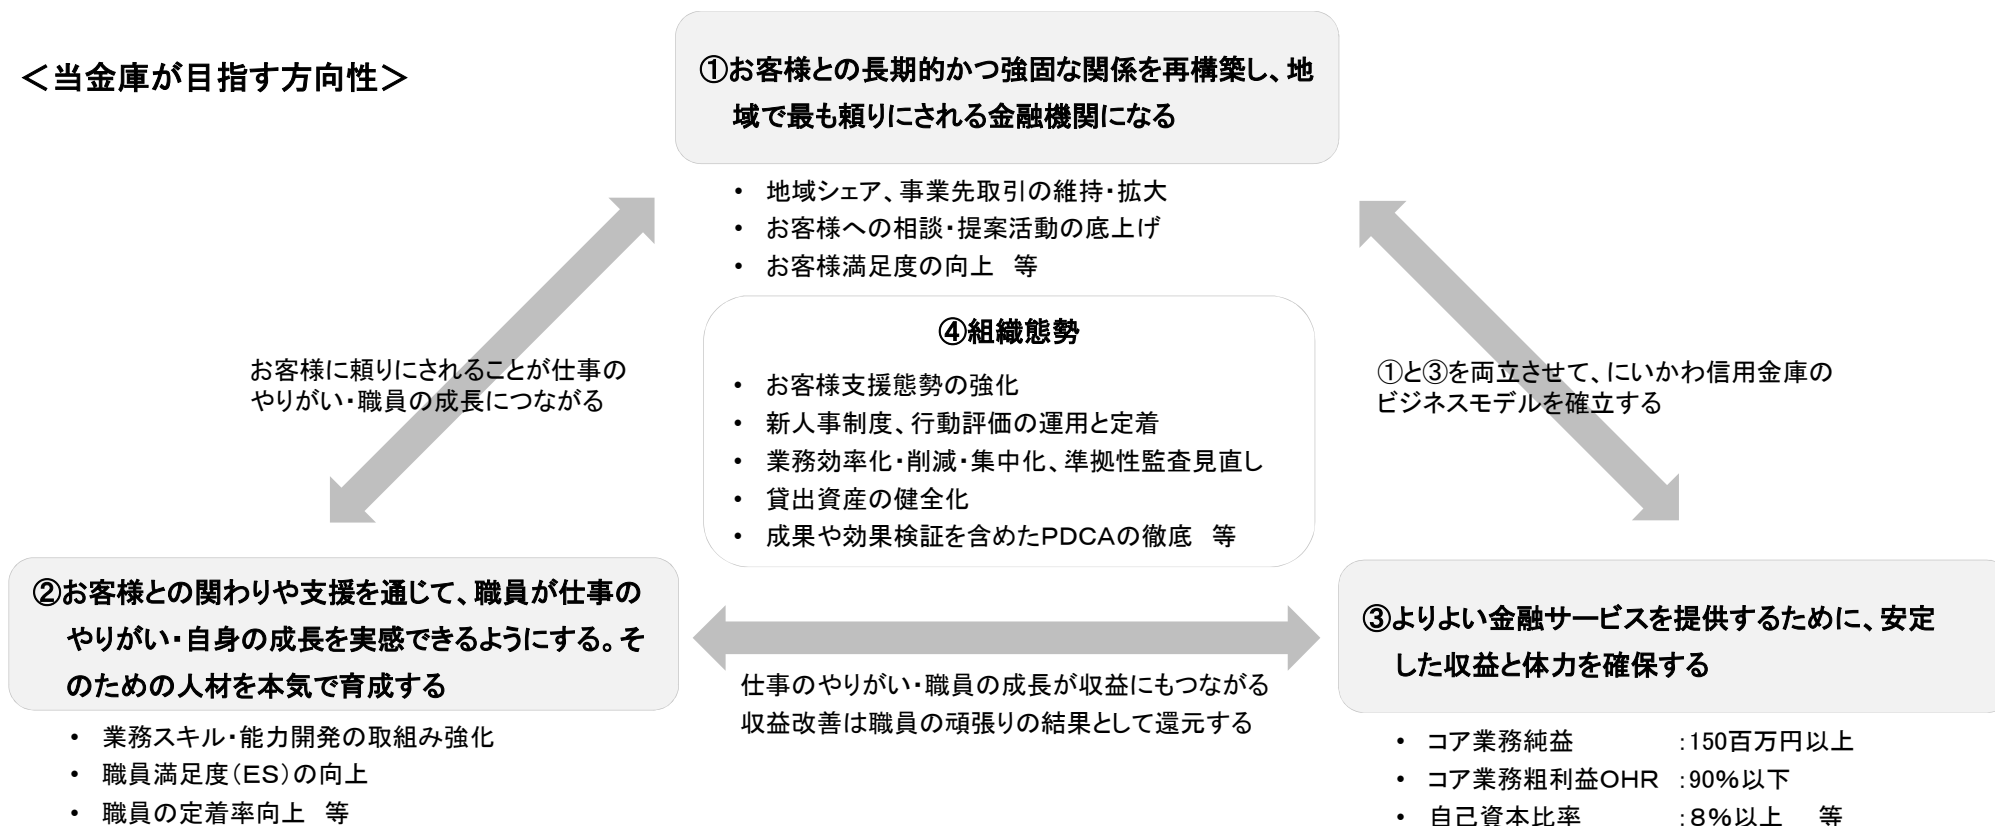 ＜当金庫が目指す方向性＞
①お客様との長期的かつ強固な関係を再構築し、地
域で最も頼りにされる金融機関になる
• 地域シェア、事業先取引の維持・拡大
• お客様への相談・提案活動の底上げ
• お客様満足度の向上 等
④組織態勢
• お客様支援態勢の強化
• 新人事制度、行動評価の運用と定着
• 業務効率化・削減・集中化、準拠性監査見直し
• 貸出資産の健全化
• 成果や効果検証を含めたPDCAの徹底 等
お客様に頼りにされることが仕事の
やりがい・職員の成長につながる
①と③を両立させて、にいかわ信用金庫の
ビジネスモデルを確立する
②お客様との関わりや支援を通じて、職員が仕事の
やりがい・自身の成長を実感できるようにする。そ
のための人材を本気で育成する
• 業務スキル・能力開発の取組み強化
• 職員満足度（ES）の向上
• 職員の定着率向上 等
仕事のやりがい・職員の成長が収益にもつながる
収益改善は職員の頑張りの結果として還元する
③よりよい金融サービスを提供するために、安定
した収益と体力を確保する
• コア業務純益 :150百万円以上
• コア業務粗利益OHR :90%以下
• 自己資本比率 :8%以上 等